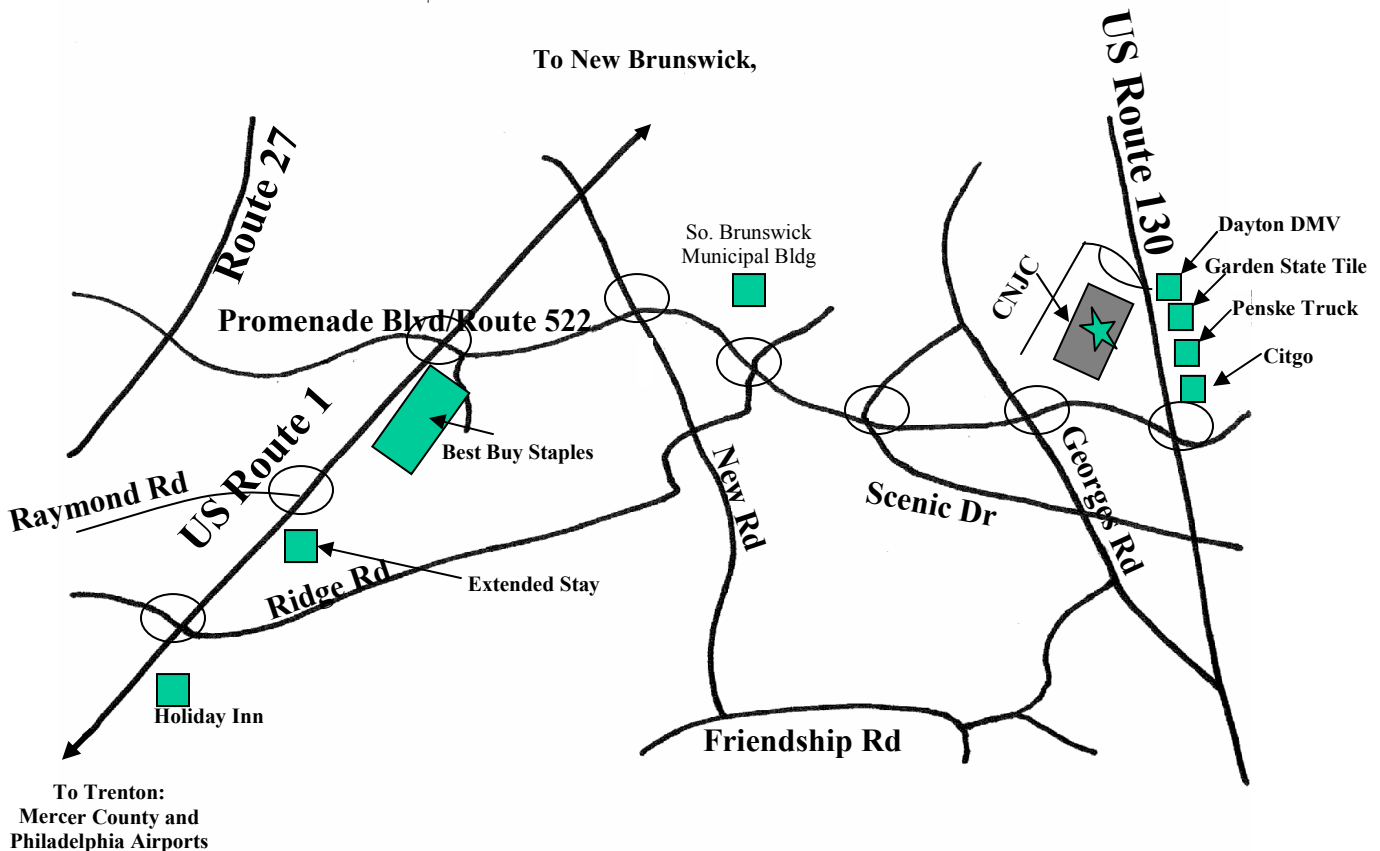 To New Brunswick,
US Route 130
Route 27
Dayton DMV
So. Brunswick
Municipal Bldg
Garden State Tile
CNJC
Penske Truck
Promenade Blvd/Route 522
Citgo
US Route 1
Best Buy Staples
Raymond Rd
New Rd
Georges Rd
Scenic Dr
Ridge Rd
Extended Stay
Holiday Inn
Friendship Rd
To Trenton:
Mercer County and
Philadelphia Airports